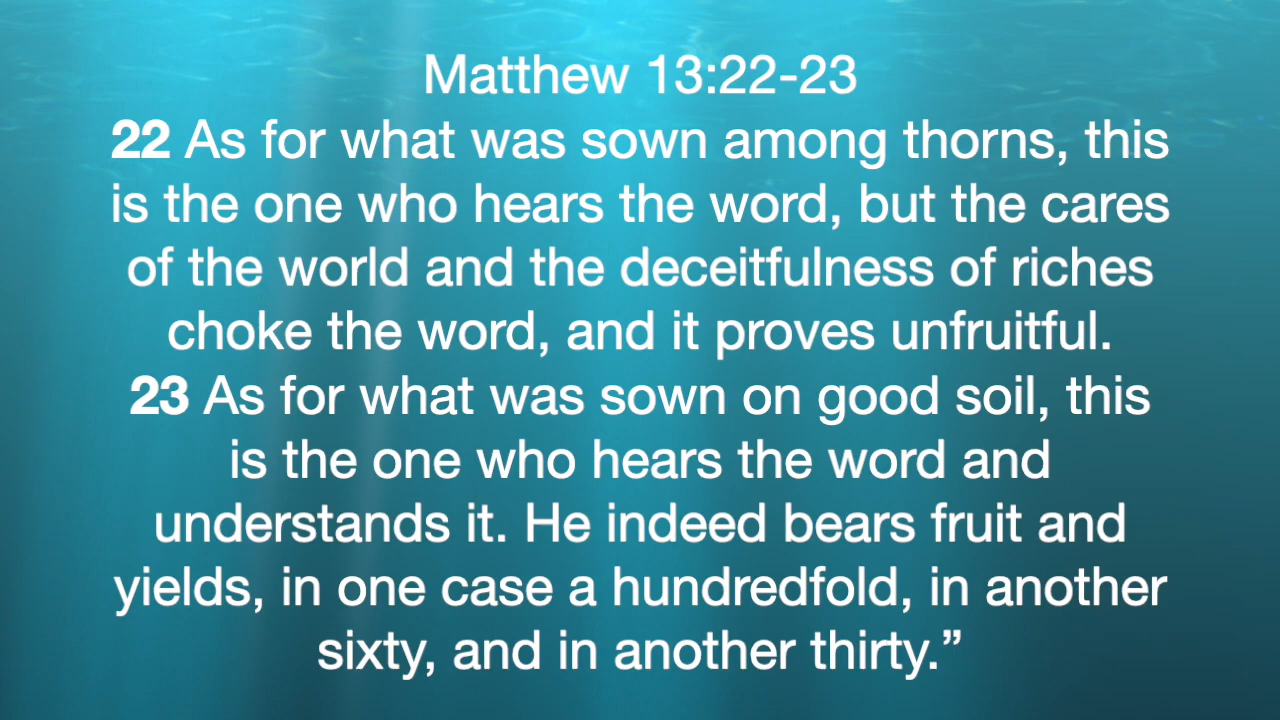 Matthew 13:22-23
22 As for what was sown among thorns, this
is the one who hears the word, but the cares
of the world and the deceitfulness of riches
choke the word, and it proves unfruitful.
23 As for what was sown on good soil, this
is the one who hears the word and
understands it. He indeed bears fruit and
yields, in one case a hundredfold, in another
sixty, and in another thirty.”